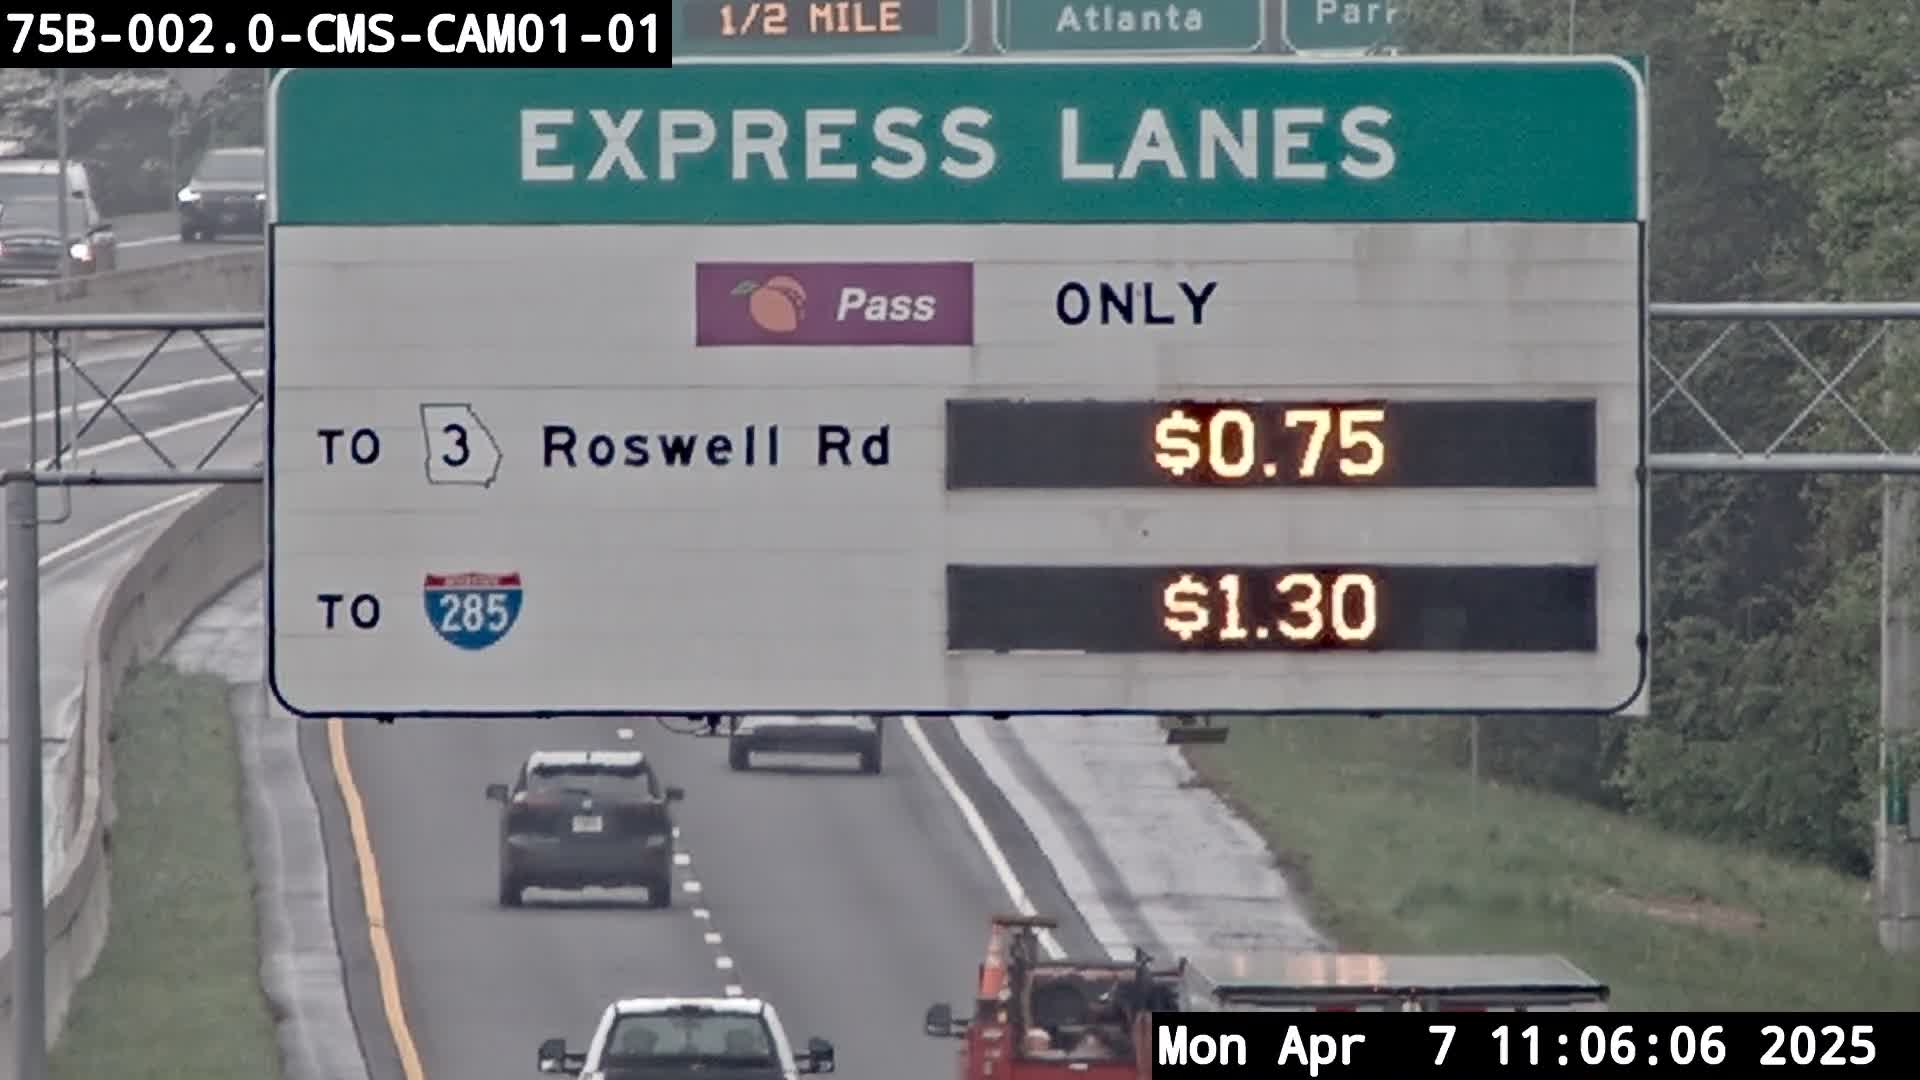 75B-002.0-CMS-CAM01-01
1/2 MILE
Atlanta
EXPRESS LANES
Pass ONLY
TO 3 Roswell Rd $0.75
TO 285 $1.30
Mon Apr 7 11:06:06 2025